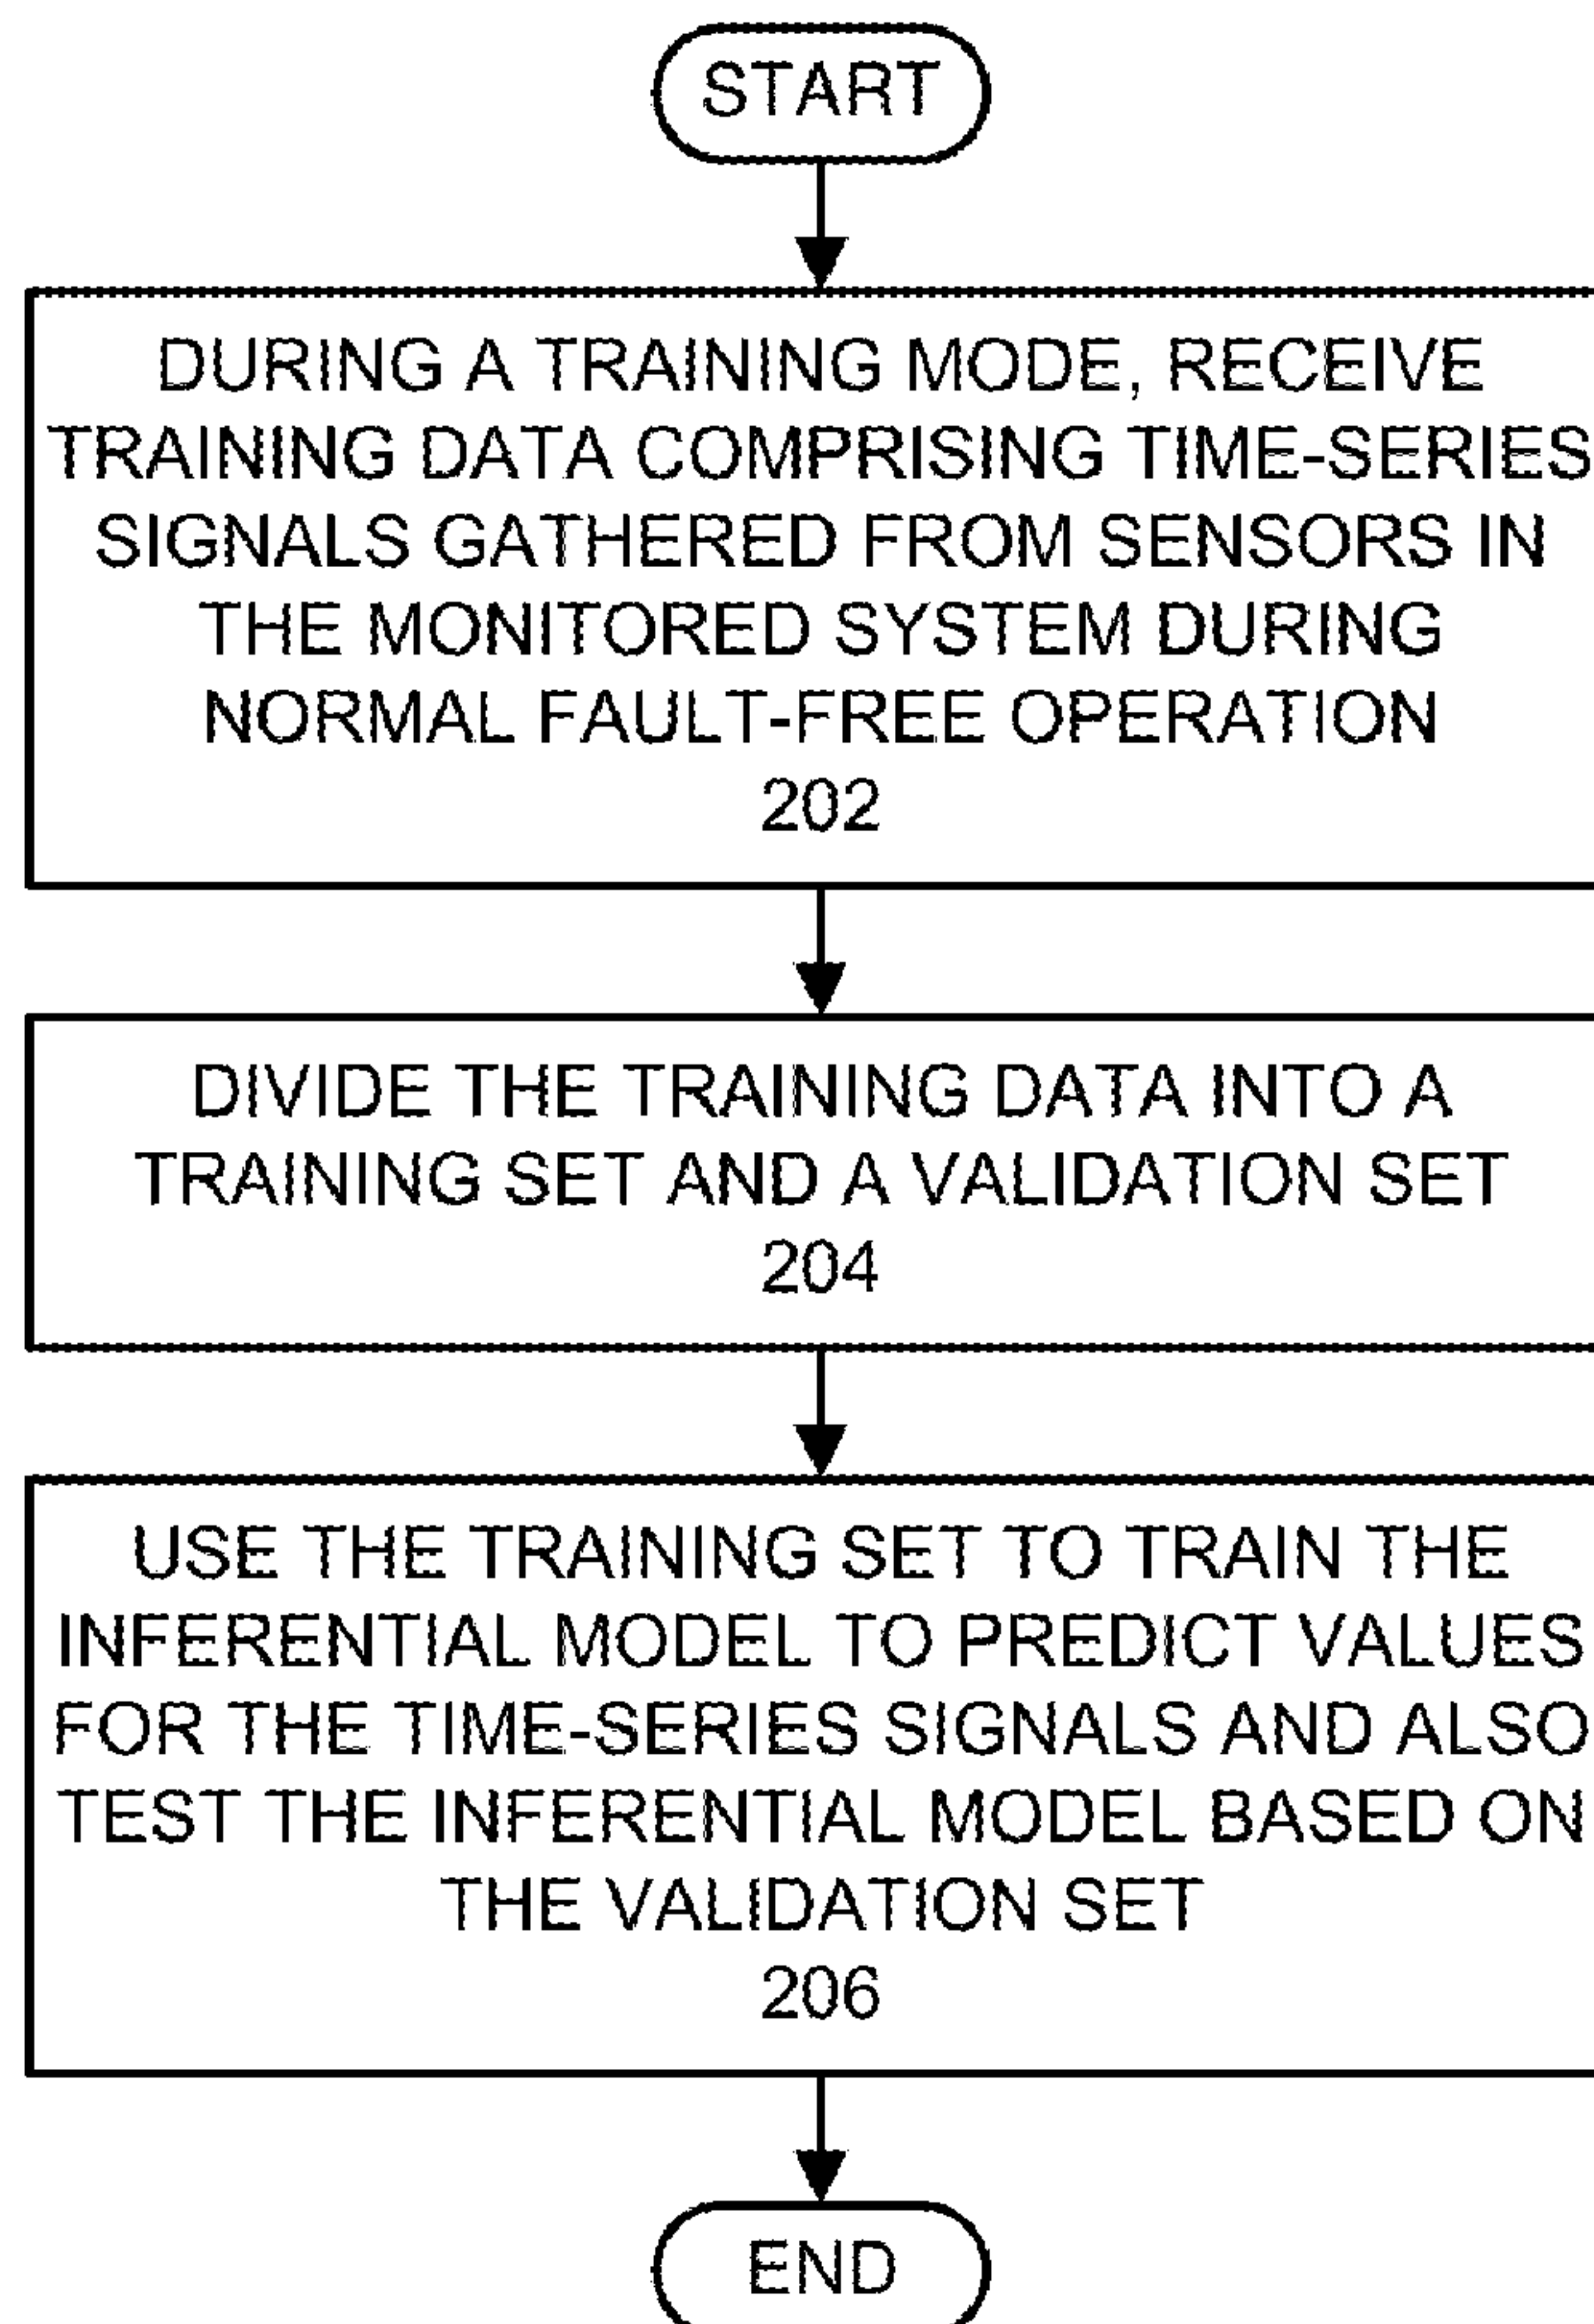 START
DURING A TRAINING MODE, RECEIVE
TRAINING DATA COMPRISING TIME-SERIES
SIGNALS GATHERED FROM SENSORS IN
THE MONITORED SYSTEM DURING
NORMAL FAULT-FREE OPERATION
202
DIVIDE THE TRAINING DATA INTO A
TRAINING SET AND A VALIDATION SET
204
USE THE TRAINING SET TO TRAIN THE
INFERENTIAL MODEL TO PREDICT VALUES
FOR THE TIME-SERIES SIGNALS AND ALSO
TEST THE INFERENTIAL MODEL BASED ON
THE VALIDATION SET
206
END